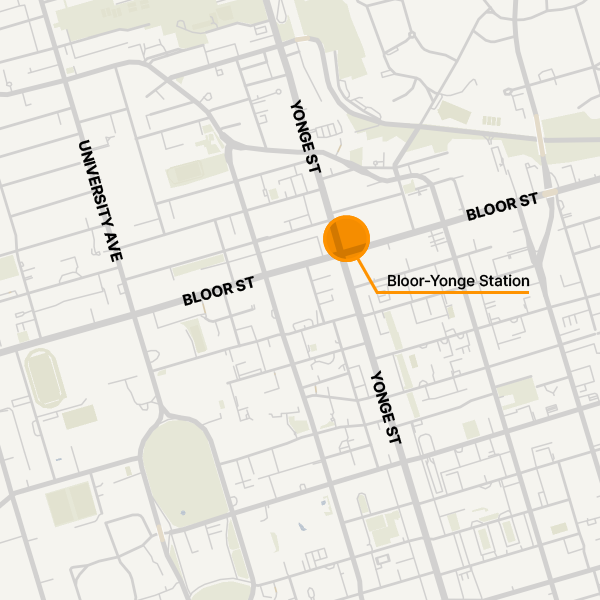 YONGE ST
UNIVERSITY AVE
BLOOR ST
Bloor-Yonge Station
BLOOR ST
YONGE ST